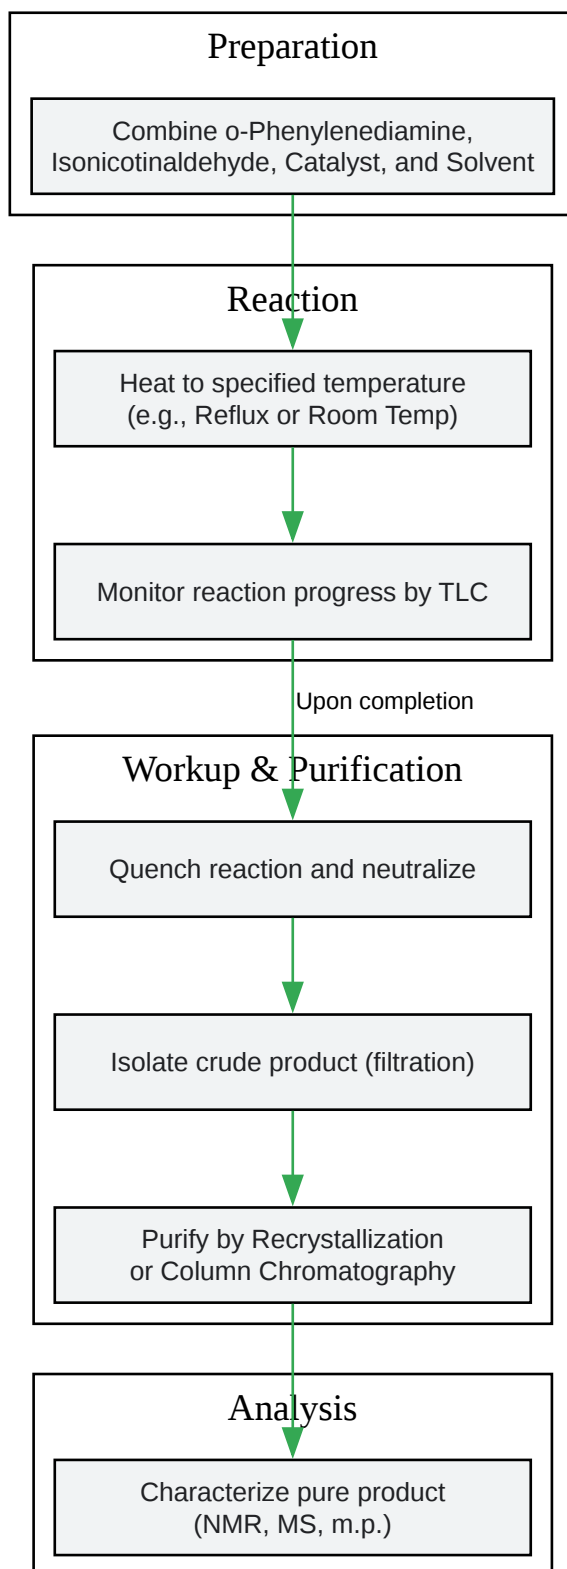 Preparation
Combine o-Phenylenediamine,
Isonicotinaldehyde, Catalyst, and Solvent
Reaction
Heat to specified temperature
(e.g., Reflux or Room Temp)
Monitor reaction progress by TLC
Upon completion
Workup & Purification
Quench reaction and neutralize
Isolate crude product (filtration)
Purify by Recrystallization
or Column Chromatography
Analysis
Characterize pure product
(NMR, MS, m.p.)